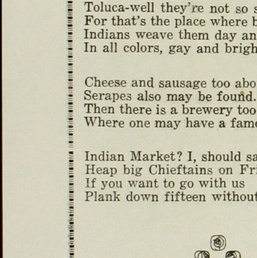 Toluca-well they're not so s
For that's the place where b
Indians weave them day an
In all colors, gay and brigh
Cheese and sausage too abo
Serapes also may be found.
Then there is a brewery too
Where one may have a famo
Indian Market? I, should sa
Heap big Chieftains on Fri
If you want to go with us
Plank down fifteen without